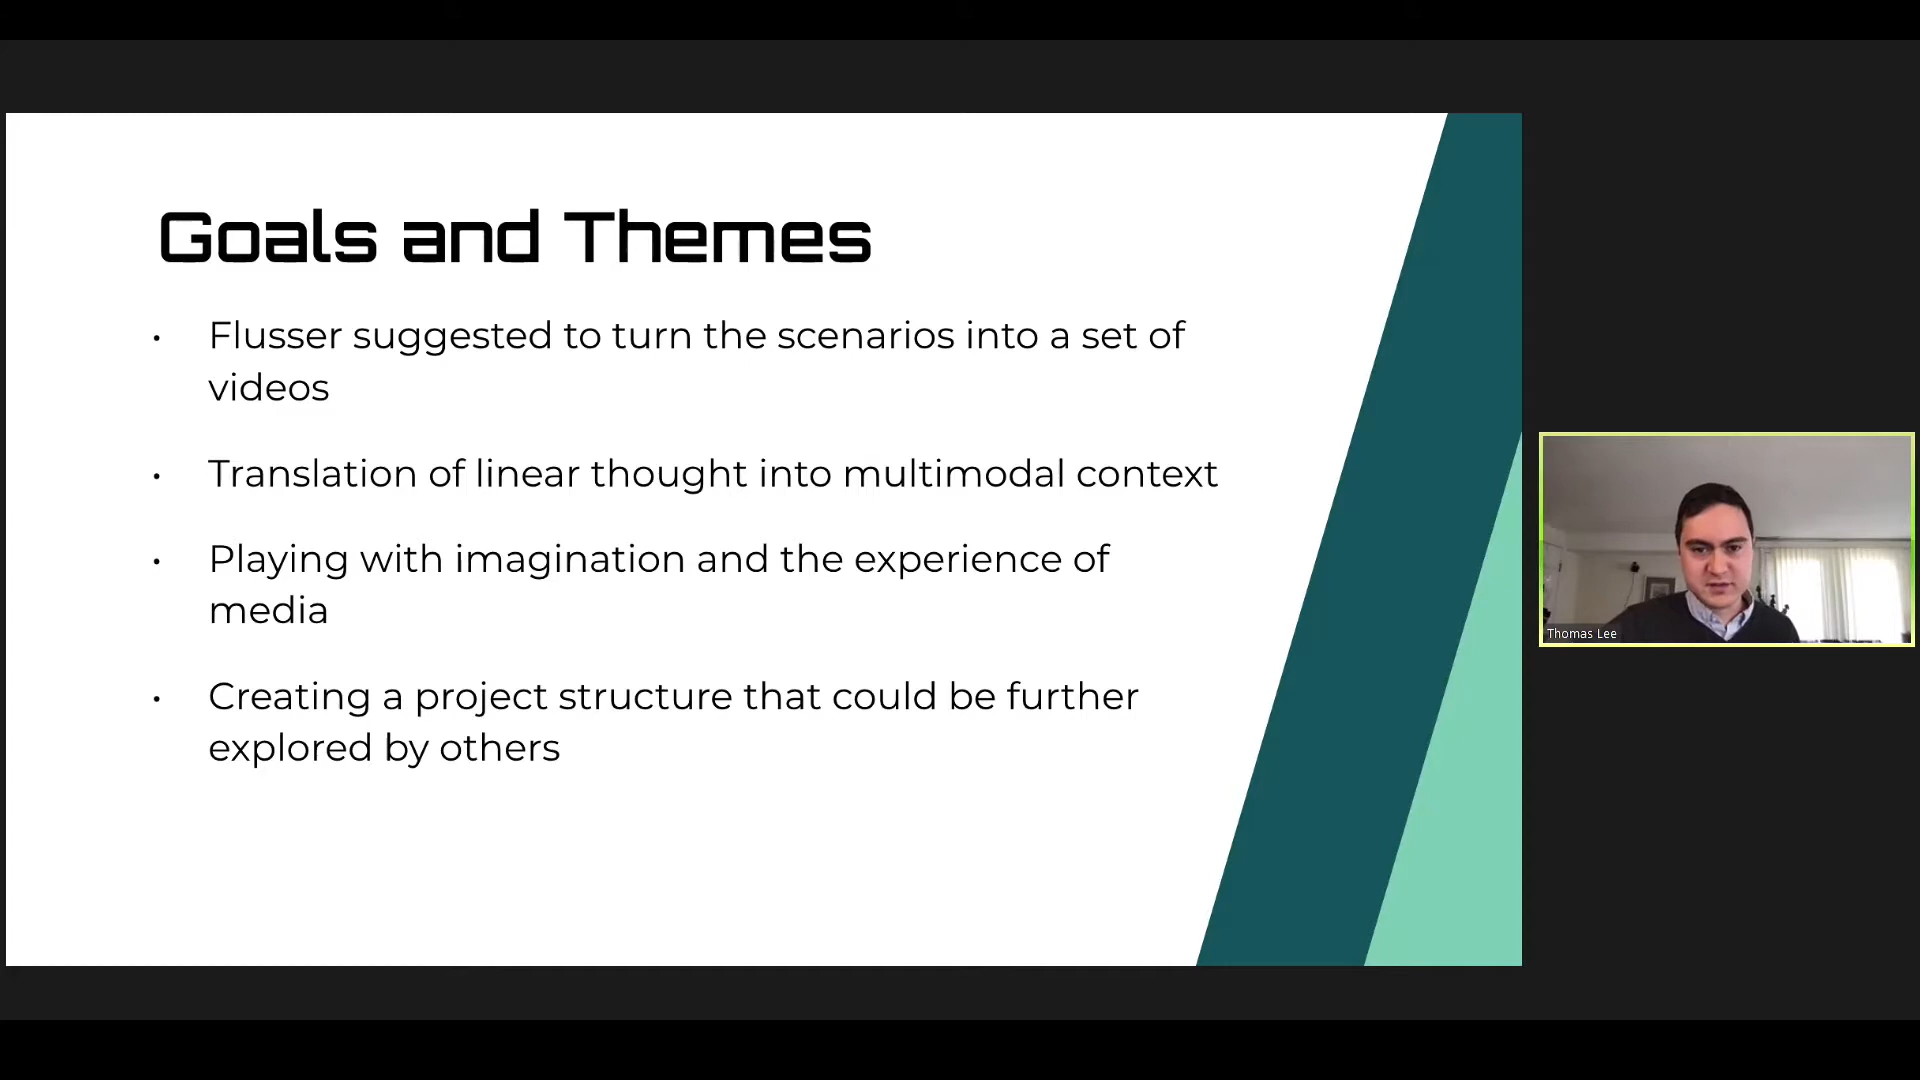 Goals and Themes
• Flusser suggested to turn the scenarios into a set of
videos
• Translation of linear thought into multimodal context
• Playing with imagination and the experience of
media
• Creating a project structure that could be further
explored by others
Thomas Lee